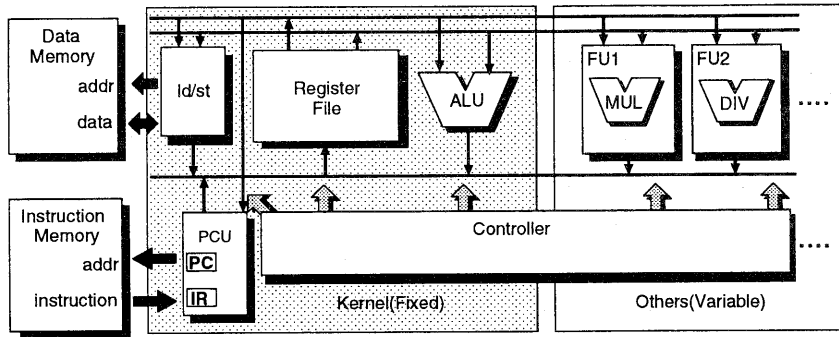 Data
Memory
addr
data
ld/st
Register
File
ALU
FU1
MUL
FU2
DIV
....
Instruction
Memory
addr
instruction
PCU
PC
IR
Controller
....
Kernel(Fixed)
Others(Variable)